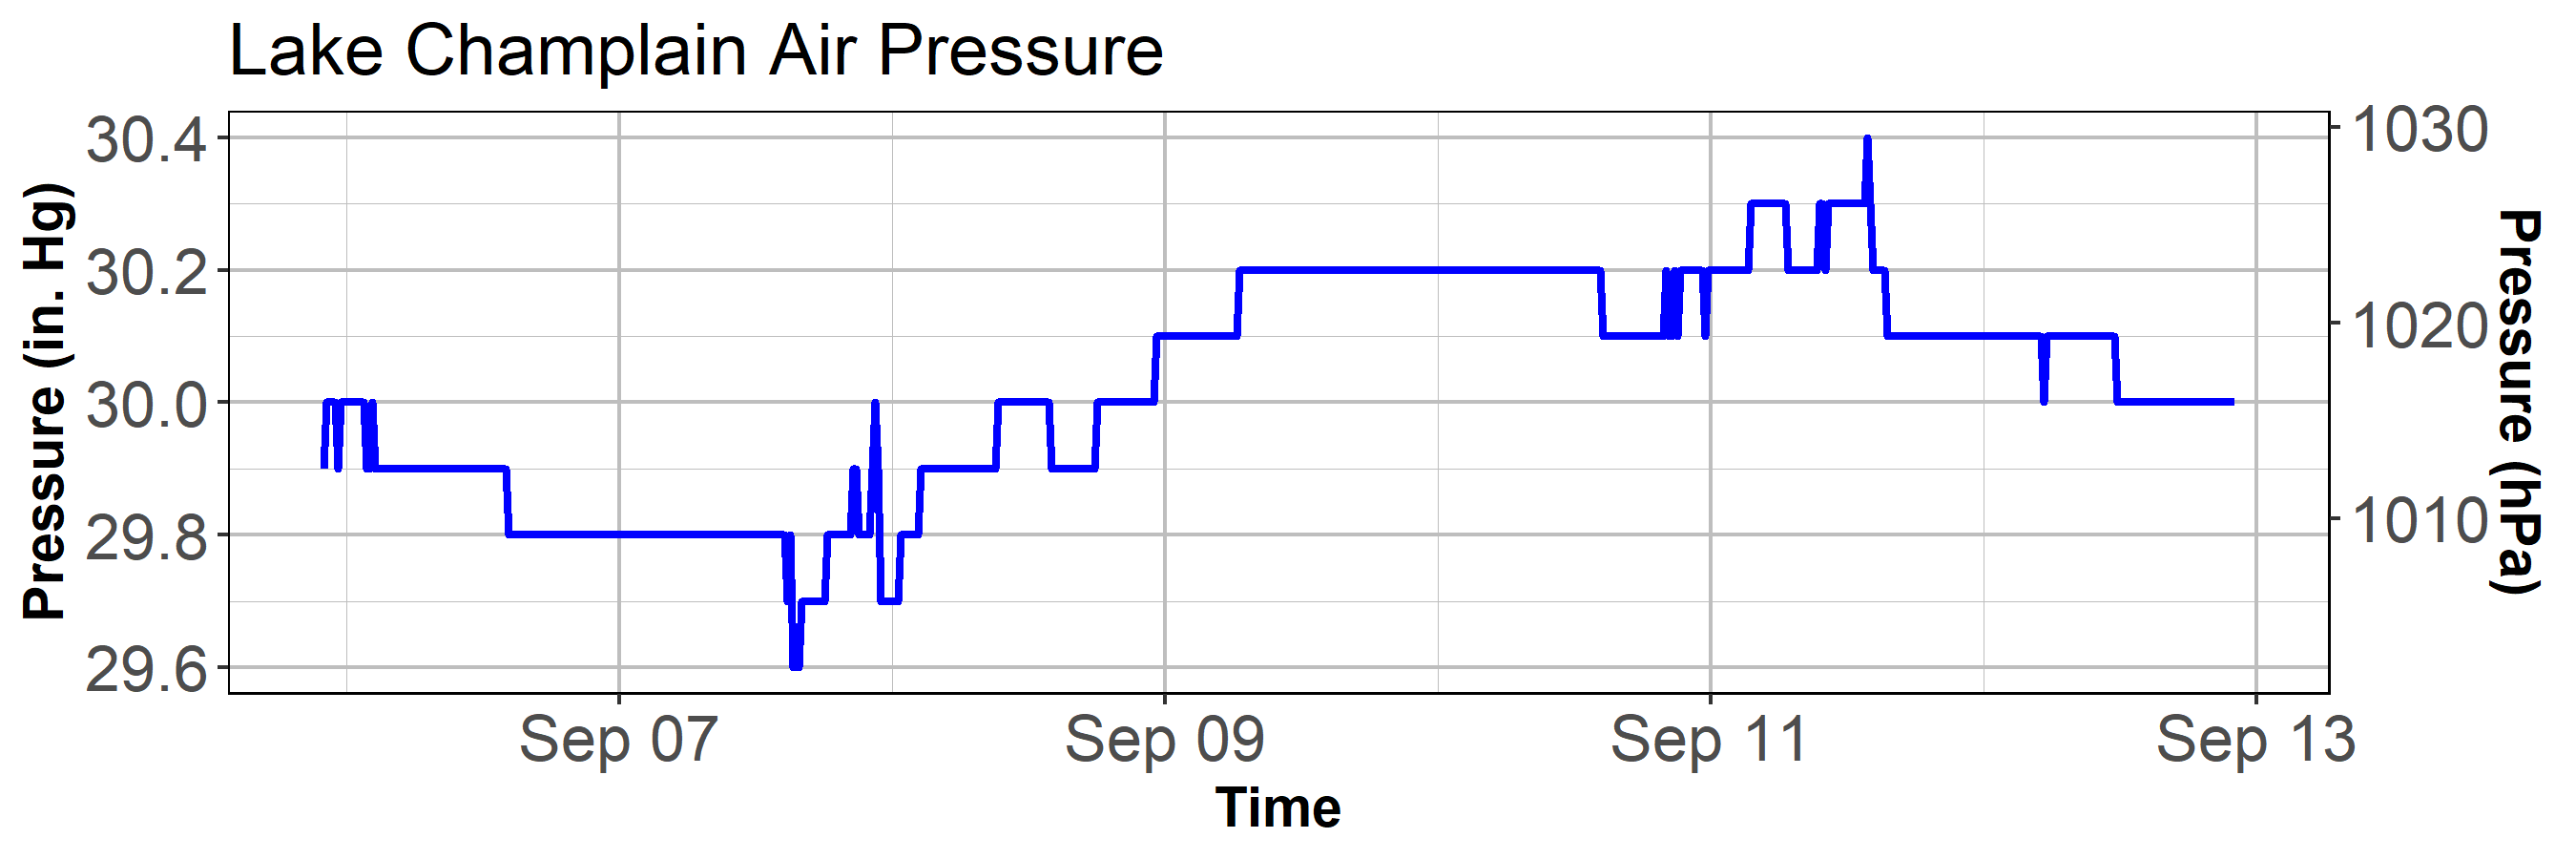 Lake Champlain Air Pressure
30.4
30.2
30.0
29.8
29.6
Pressure (in. Hg)
1030
1020
1010
Pressure (hPa)
Sep 07
Sep 09
Sep 11
Sep 13
Time